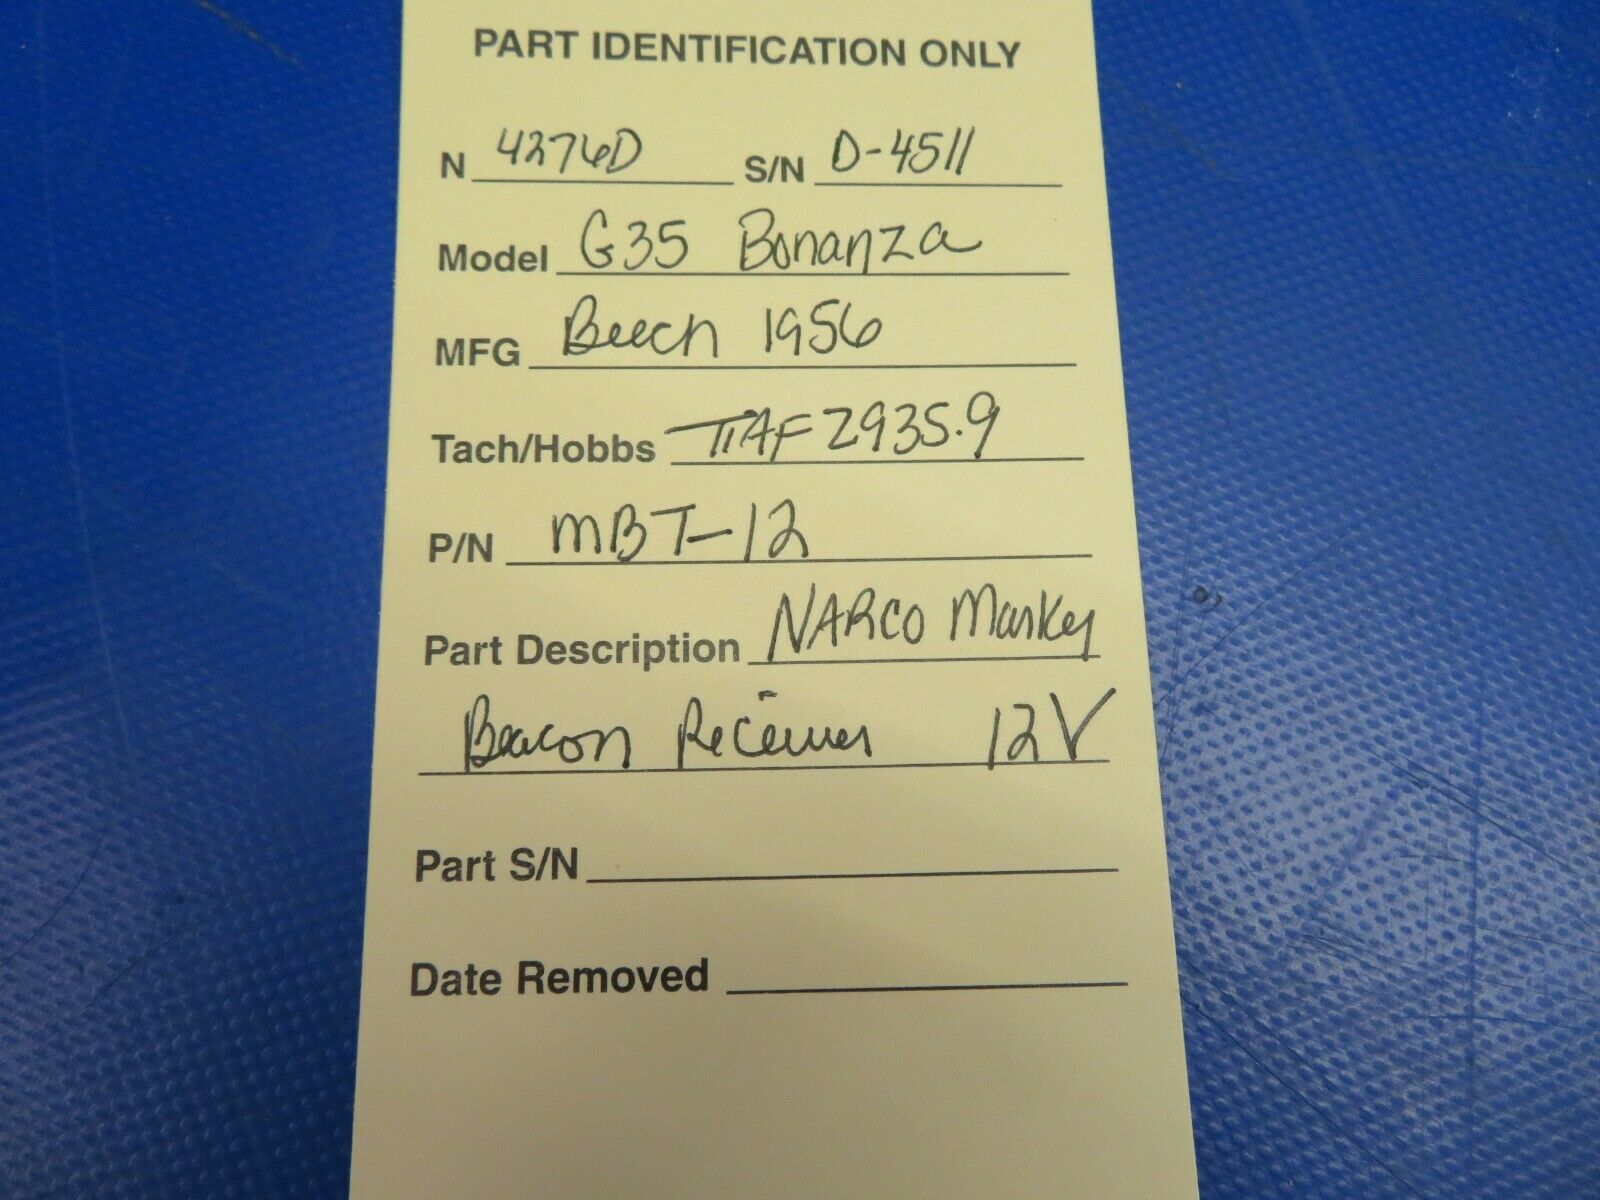 PART IDENTIFICATION ONLY
N 4276D S/N D-4511
Model G35 Bonanza
MFG Beech 1956
Tach/Hobbs TTAF 2935.9
P/N MBT-12
Part Description NARCO Marker
Beacon Receiver 12V
Part S/N
Date Removed